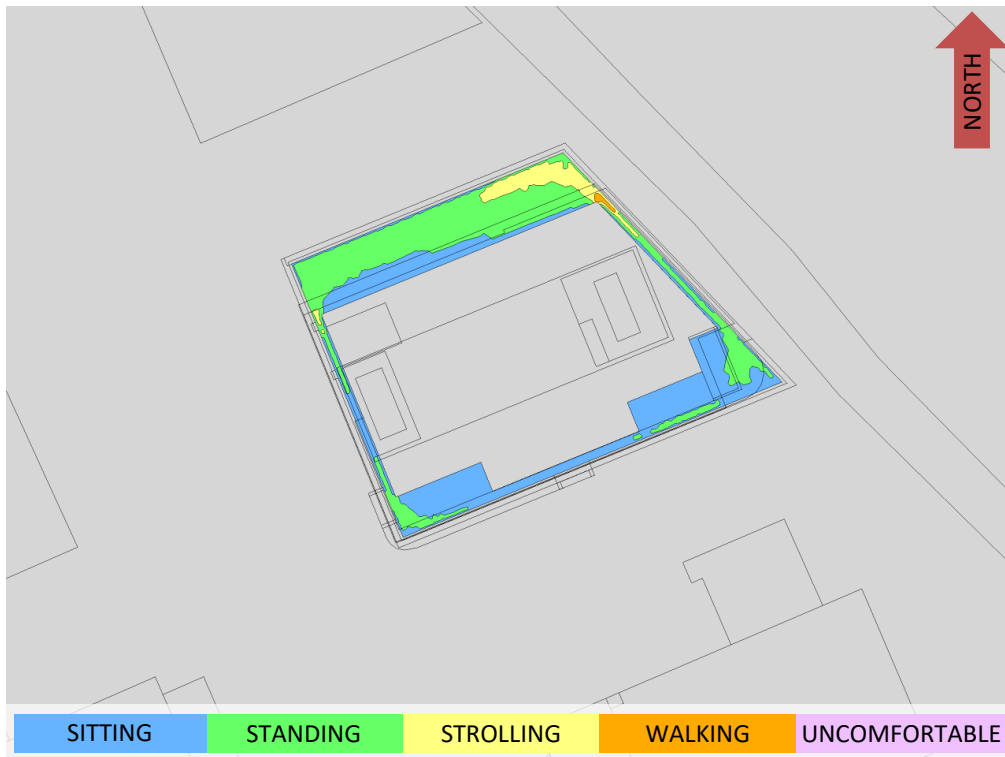 NORTH
SITTING
STANDING
STROLLING
WALKING
UNCOMFORTABLE